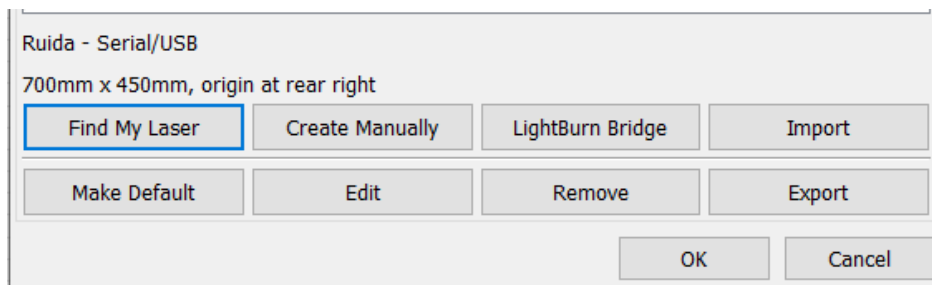 Ruida - Serial/USB
700mm x 450mm, origin at rear right
Find My Laser Create Manually LightBurn Bridge Import
Make Default Edit Remove Export
OK Cancel